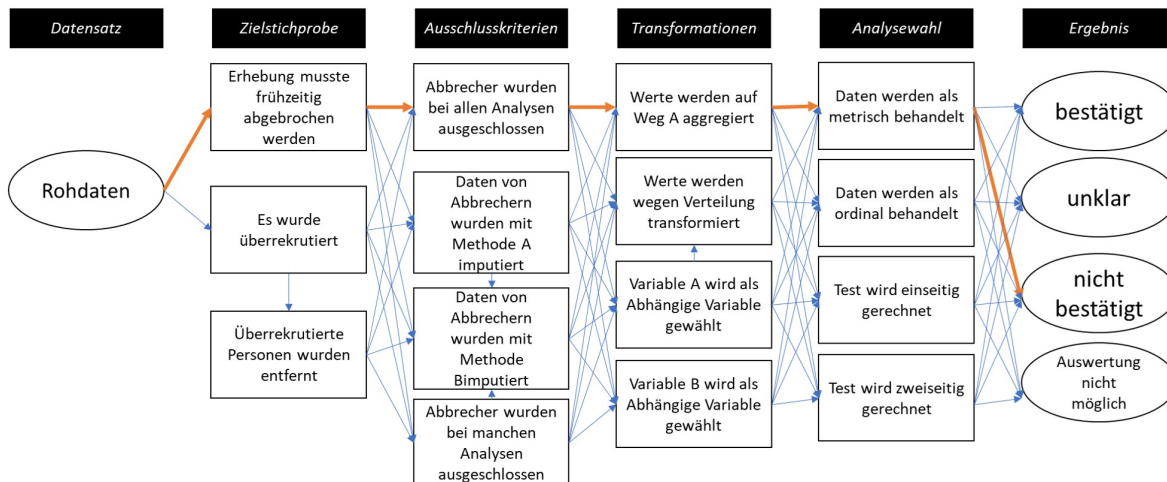 Datensatz
Zielstichprobe
Ausschlusskriterien
Transformationen
Analysewahl
Ergebnis
Rohdaten
Erhebung musste
frühzeitig
abgebrochen
werden
Es wurde
überrekrutiert
Überrekrutierte
Personen wurden
entfernt
Abbrecher wurden
bei allen Analysen
ausgeschlossen
Daten von
Abbrechern
wurden mit
Methode A
imputiert
Daten von
Abbrechern
wurden mit
Methode
Bimputiert
Abbrecher wurden
bei manchen
Analysen
ausgeschlossen
Werte werden auf
Weg A aggregiert
Werte werden
wegen Verteilung
transformiert
Variable A wird als
Abhängige Variable
gewählt
Variable B wird als
Abhängige Variable
gewählt
Daten werden als
metrisch behandelt
Daten werden als
ordinal behandelt
Test wird einseitig
gerechnet
Test wird zweiseitig
gerechnet
bestätigt
unklar
nicht
bestätigt
Auswertung
nicht
möglich